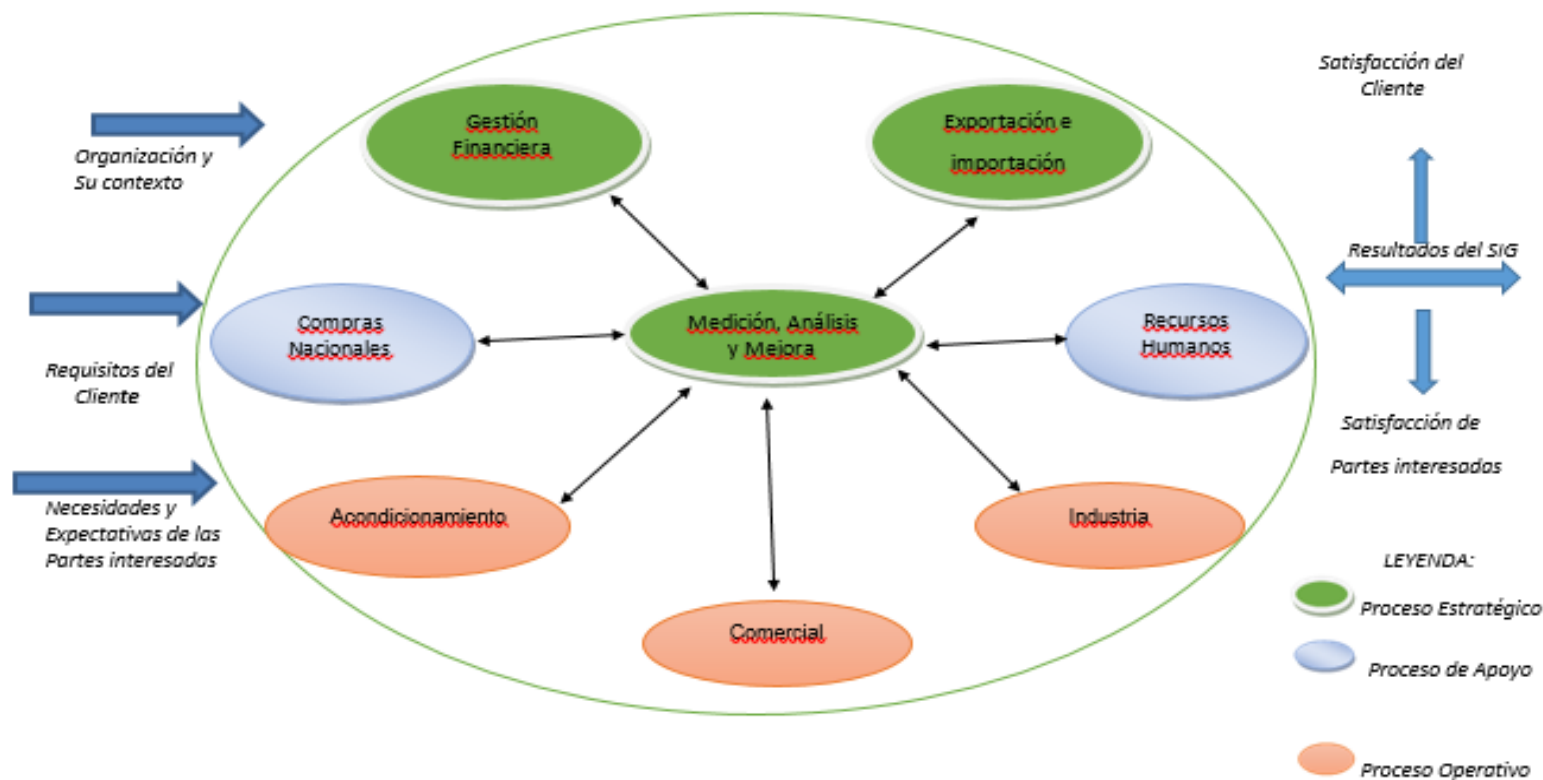 Organización y
Su contexto
Requisitos del
Cliente
Necesidades y
Expectativas de las
Partes interesadas
Gestión
Financiera
Exportación e
importación
Compras
Nacionales
Medición, Análisis
y Mejora
Recursos
Humanos
Acondicionamiento
Industria
Comercial
Satisfacción del
Cliente
Resultados del SIG
Satisfacción de
Partes interesadas
LEYENDA:
Proceso Estratégico
Proceso de Apoyo
Proceso Operativo